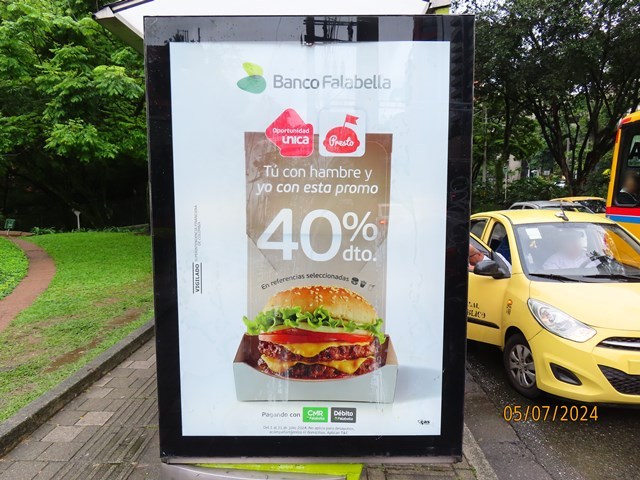 Banco Falabella
Oportunidad
única
Presto
Tú con hambre y
yo con esta promo
40%
dto.
En referencias seleccionadas
VIGILADO
Pagando con
CMR
Débito
05/07/2024